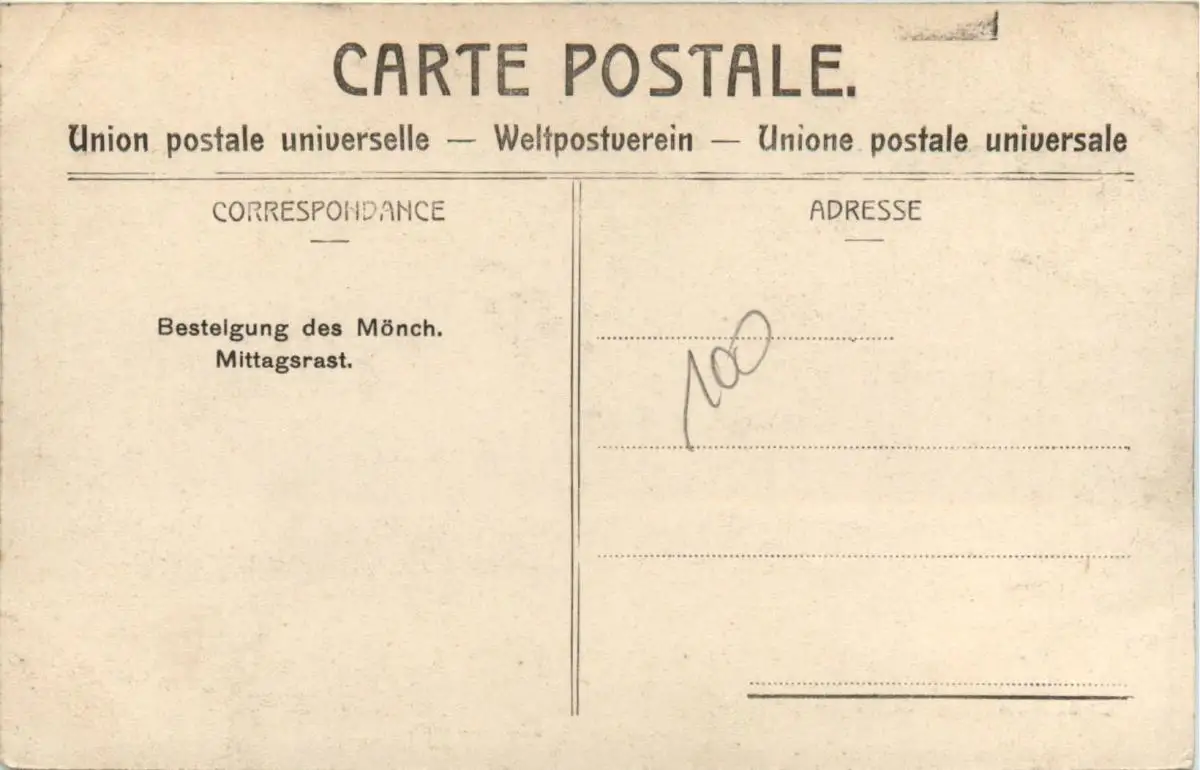 CARTE POSTALE.
Union postale universelle — Weltpostverein — Unione postale universale
CORRESPONDANCE
ADRESSE
Besteigung des Mönch.
Mittagsrast.
100